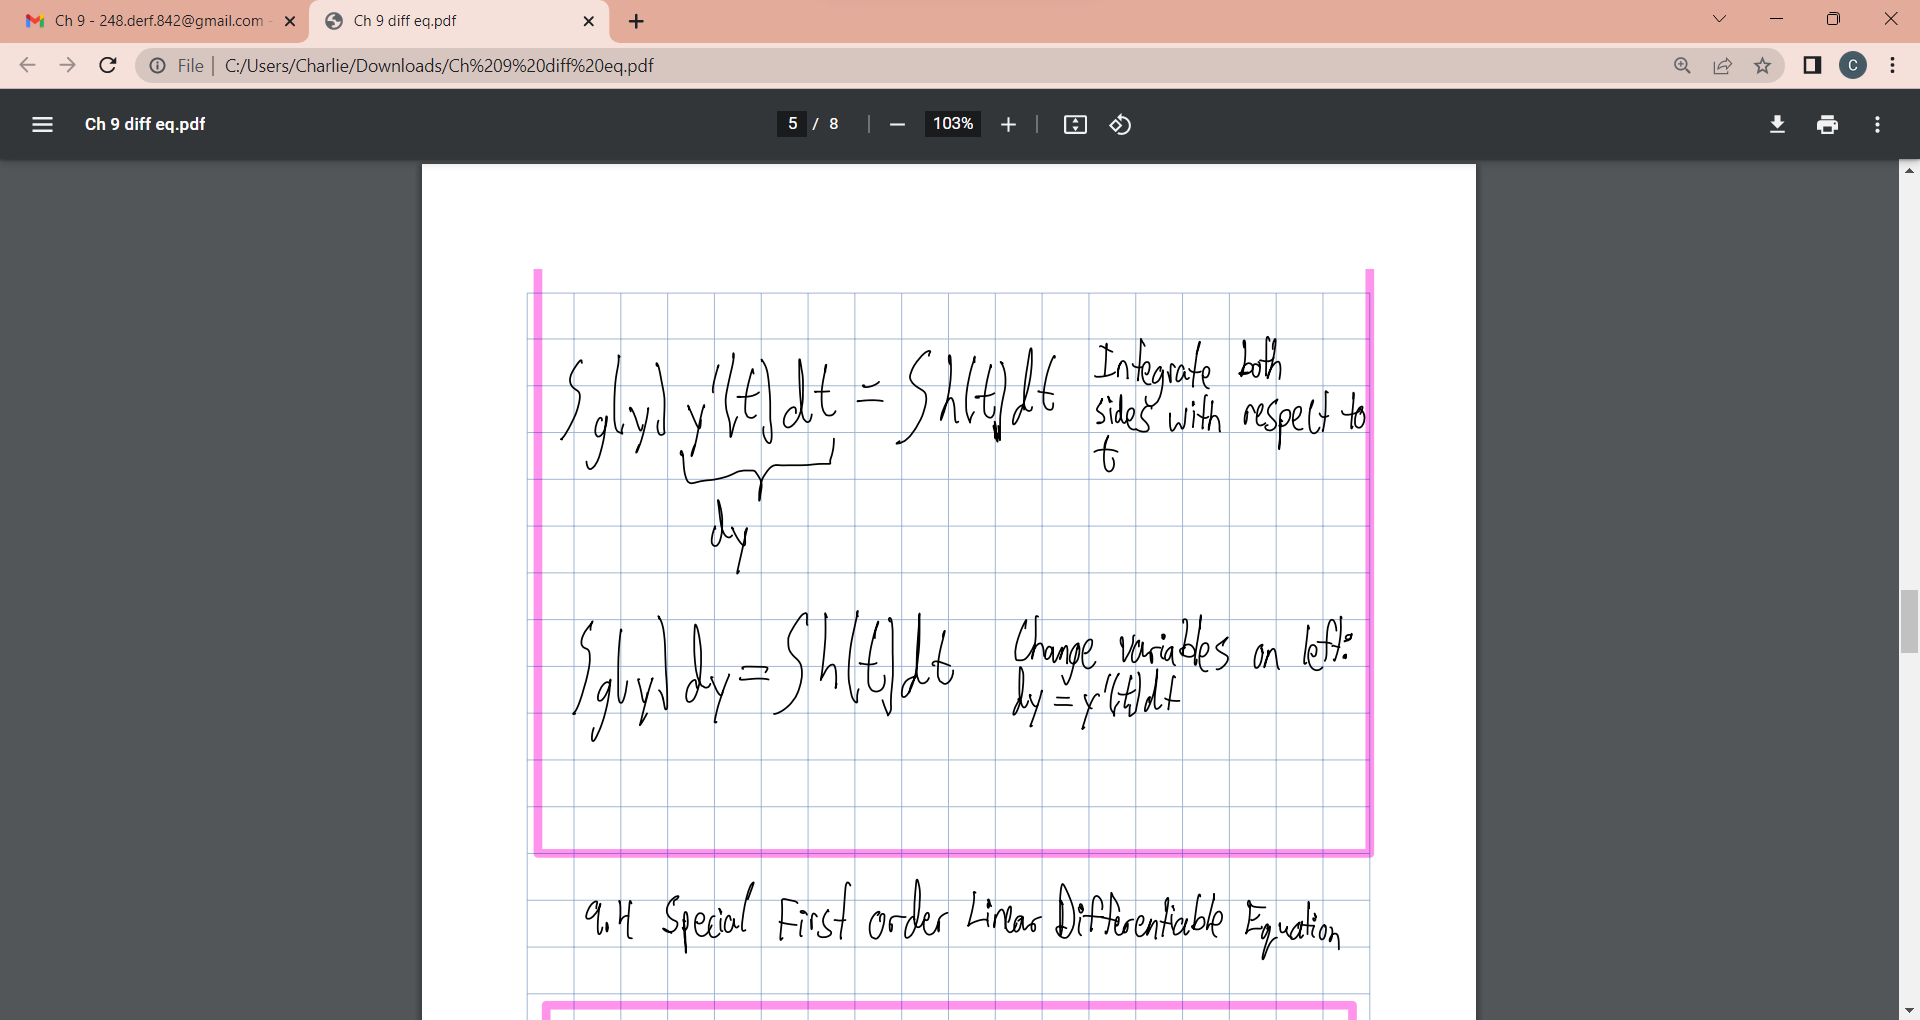 Ch 9 - 248.derf.842@gmail.com -
Ch 9 diff eq.pdf
File | C:/Users/Charlie/Downloads/Ch%209%20diff%20eq.pdf
C
Ch 9 diff eq.pdf
5 / 8
103%
∫g(y) y'(t)dt = ∫h(t)dt Integrate both
sides with respect to
t
dy
∫g(y) dy = ∫h(t)dt Change variables on left:
dy = y'(t)dt
9.4 Special First order Linear Differentiable Equation